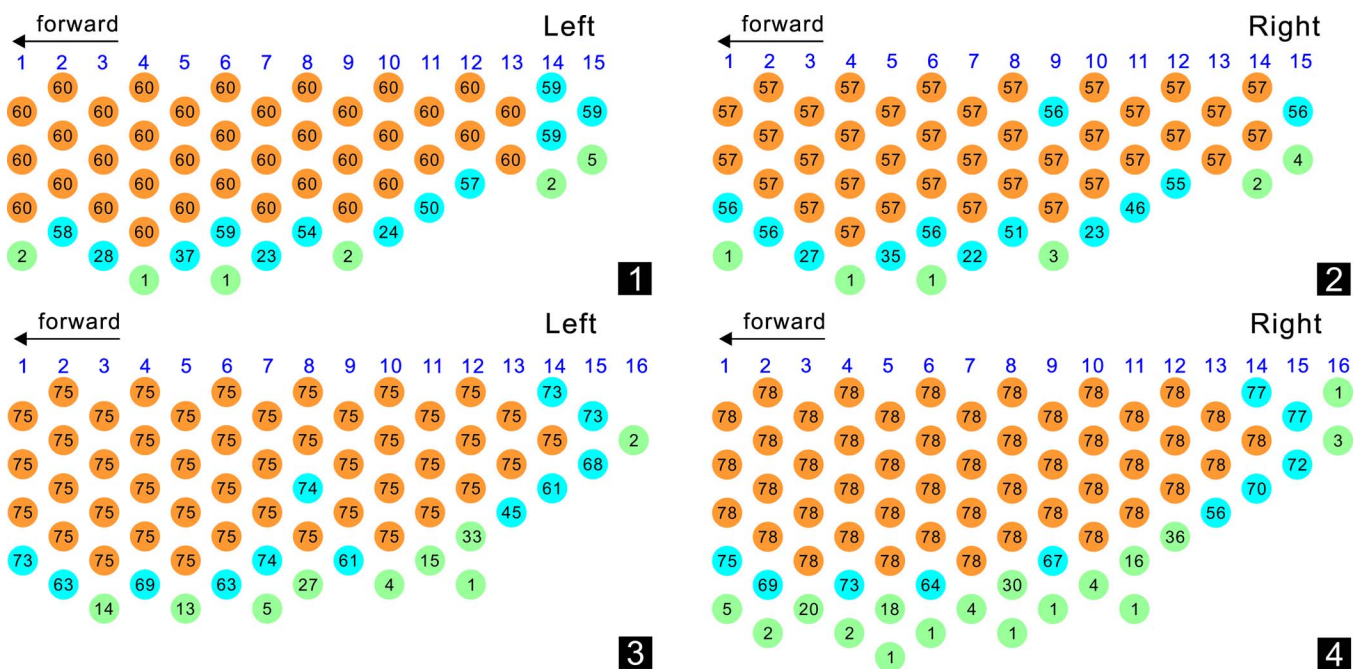 forward
Left
1 2 3 4 5 6 7 8 9 10 11 12 13 14 15
60 60 60 60 60 60 59
60 60 60 60 60 60 60 59
60 60 60 60 60 60 59
60 60 60 60 60 60 60 5
60 60 60 60 60 57 2
60 60 60 60 60 50
58 60 59 54 24
2 28 37 23 2
1 1
1
forward
Right
1 2 3 4 5 6 7 8 9 10 11 12 13 14 15
57 57 57 57 57 57 57
57 57 57 57 56 57 57 56
57 57 57 57 57 57 57
57 57 57 57 57 57 57 4
57 57 57 57 57 55 2
56 57 57 57 57 46
56 57 56 51 23
1 27 35 22 3
1 1
2
forward
Left
1 2 3 4 5 6 7 8 9 10 11 12 13 14 15 16
75 75 75 75 75 75 73
75 75 75 75 75 75 75 73
75 75 75 75 75 75 75 2
75 75 75 75 75 75 75 68
75 75 75 74 75 75 61
75 75 75 75 75 75 45
75 75 75 75 75 33
73 75 75 74 61 15
63 69 63 27 4 1
14 13 5
3
forward
Right
1 2 3 4 5 6 7 8 9 10 11 12 13 14 15 16
78 78 78 78 78 78 77 1
78 78 78 78 78 78 78 77
78 78 78 78 78 78 78 3
78 78 78 78 78 78 78 72
78 78 78 78 78 78 70
78 78 78 78 78 78 56
78 78 78 78 78 36
75 78 78 78 67 16
69 73 64 30 4
5 20 18 4 1 1
2 2 1 1
1
4